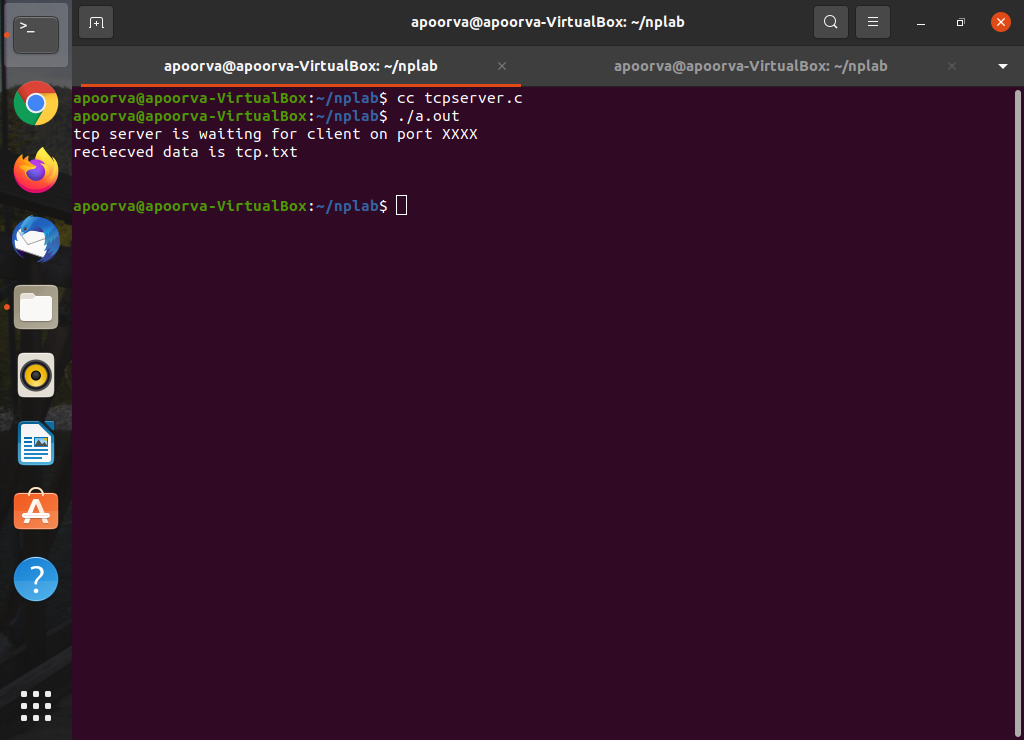 apoorva@apoorva-VirtualBox: ~/nplab
apoorva@apoorva-VirtualBox: ~/nplab
apoorva@apoorva-VirtualBox: ~/nplab
apoorva@apoorva-VirtualBox:~/nplab$ cc tcpserver.c
apoorva@apoorva-VirtualBox:~/nplab$ ./a.out
tcp server is waiting for client on port XXXX
reciecved data is tcp.txt
apoorva@apoorva-VirtualBox:~/nplab$